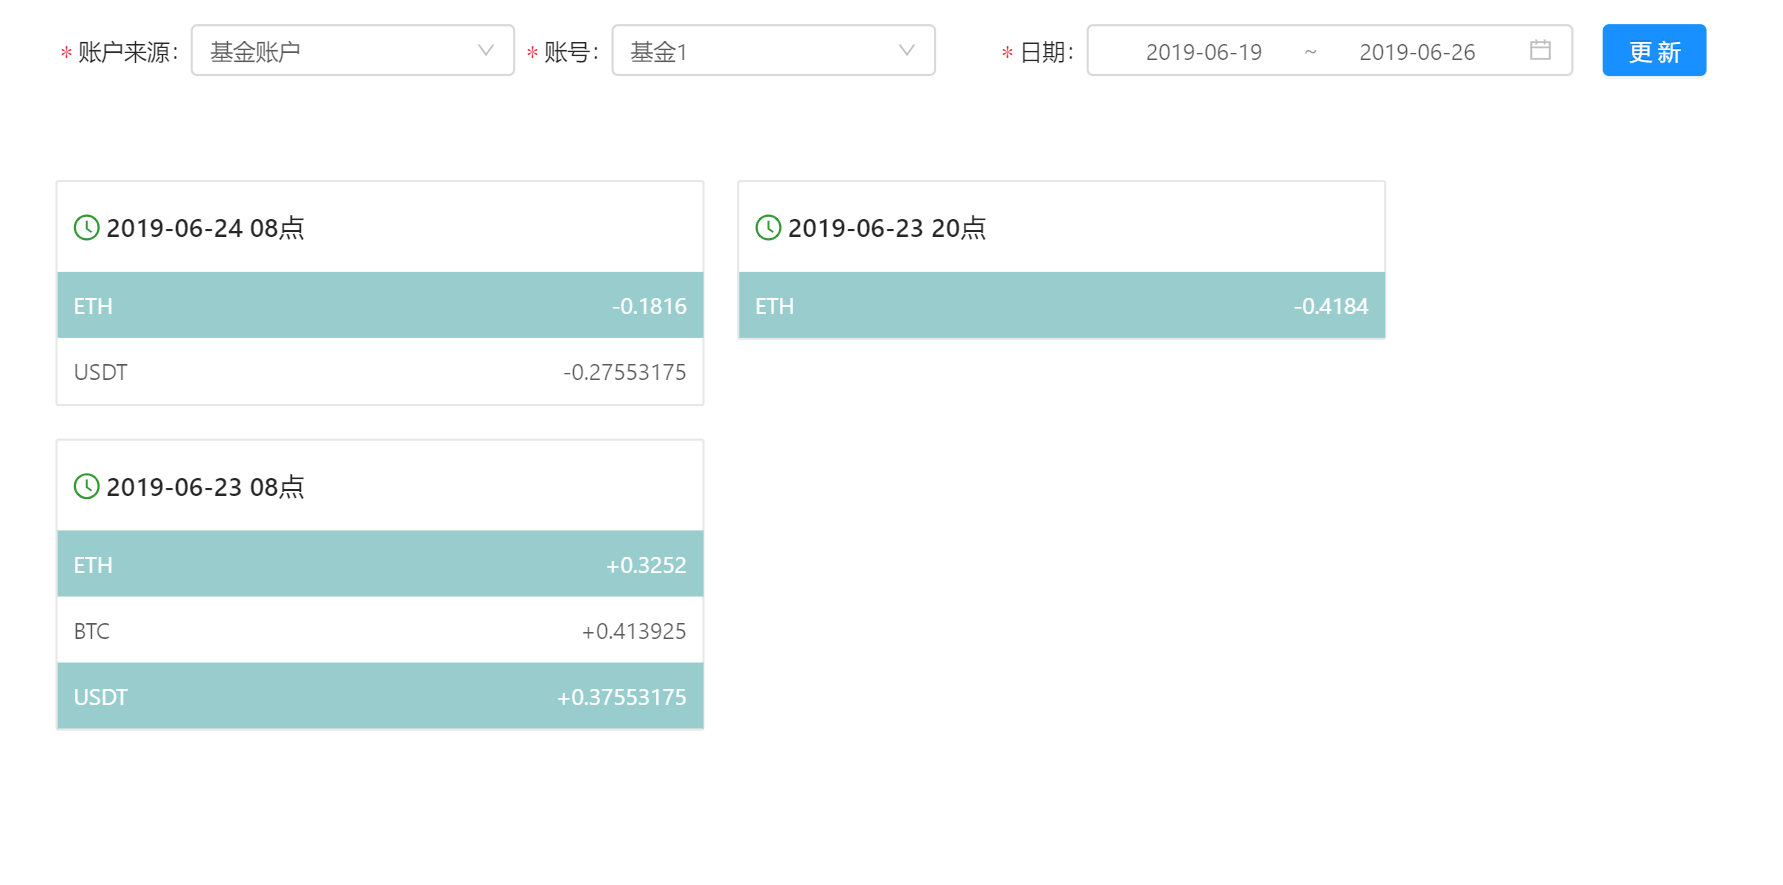 * 账户来源: 基金账户 * 账号: 基金1 * 日期: 2019-06-19 ~ 2019-06-26 更新
2019-06-24 08点
ETH -0.1816
USDT -0.27553175
2019-06-23 20点
ETH -0.4184
2019-06-23 08点
ETH +0.3252
BTC +0.413925
USDT +0.37553175